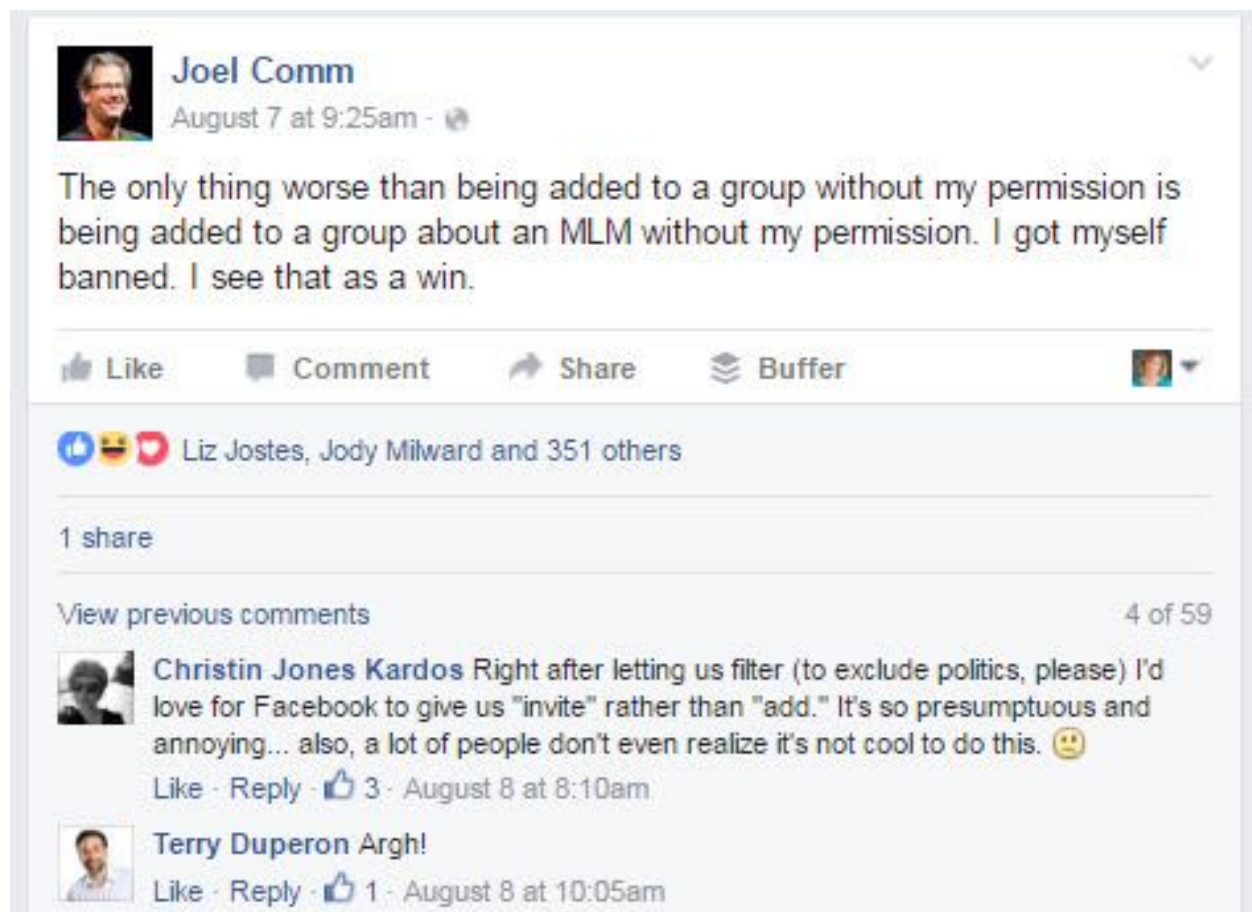 Joel Comm
August 7 at 9:25am ·
The only thing worse than being added to a group without my permission is
being added to a group about an MLM without my permission. I got myself
banned. I see that as a win.
Like Comment Share Buffer
Liz Jostes, Jody Milward and 351 others
1 share
View previous comments 4 of 59
Christin Jones Kardos Right after letting us filter (to exclude politics, please) I'd
love for Facebook to give us "invite" rather than "add." It's so presumptuous and
annoying... also, a lot of people don't even realize it's not cool to do this.
Like · Reply · 3 · August 8 at 8:10am
Terry Duperon Argh!
Like · Reply · 1 · August 8 at 10:05am